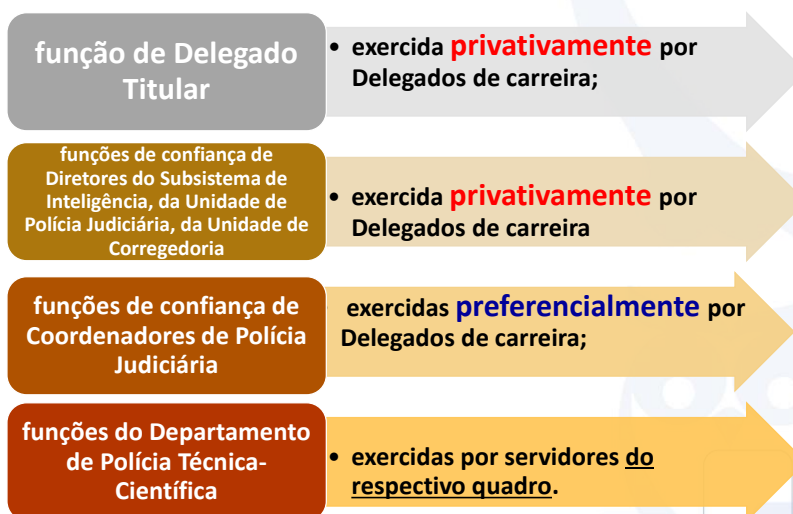 função de Delegado
Titular
• exercida privativamente por
Delegados de carreira;
funções de confiança de
Diretores do Subsistema de
Inteligência, da Unidade de
Polícia Judiciária, da Unidade de
Corregedoria
• exercida privativamente por
Delegados de carreira
funções de confiança de
Coordenadores de Polícia
Judiciária
exercidas preferencialmente por
Delegados de carreira;
funções do Departamento
de Polícia Técnica-
Científica
• exercidas por servidores do
respectivo quadro.